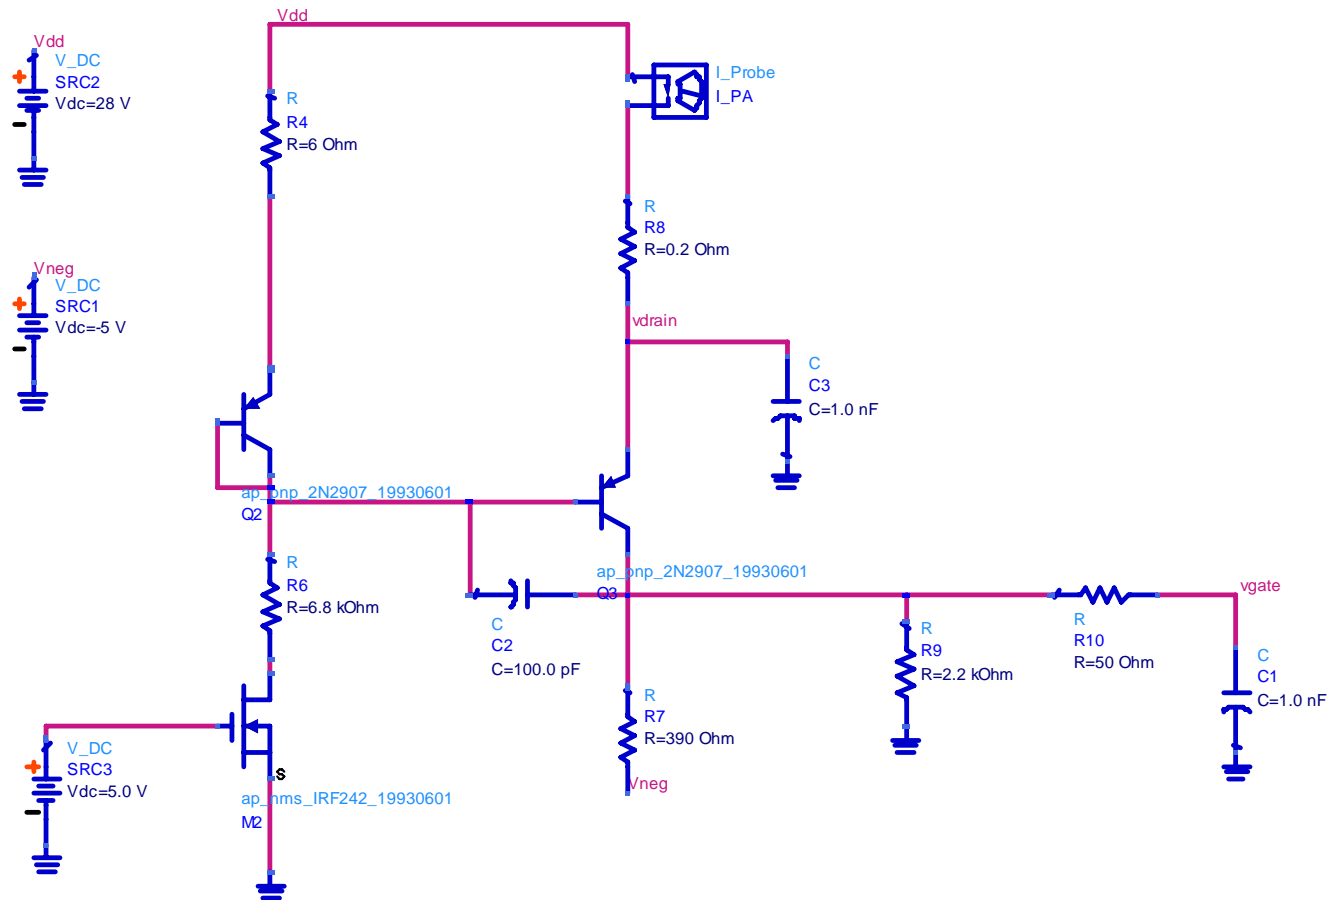 Vdd
Vdd
V_DC
SRC2
Vdc=28 V
R
R4
R=6 Ohm
I_Probe
I_PA
R
R8
R=0.2 Ohm
Vneg
V_DC
SRC1
Vdc=-5 V
vdrain
C
C3
C=1.0 nF
ap_pnp_2N2907_19930601
Q2
R
R6
R=6.8 kOhm
ap_pnp_2N2907_19930601
Q3
C
C2
C=100.0 pF
R
R9
R=2.2 kOhm
R
R10
R=50 Ohm
vgate
C
C1
C=1.0 nF
R
R7
R=390 Ohm
Vneg
V_DC
SRC3
Vdc=5.0 V
S
ap_nms_IRF242_19930601
M2